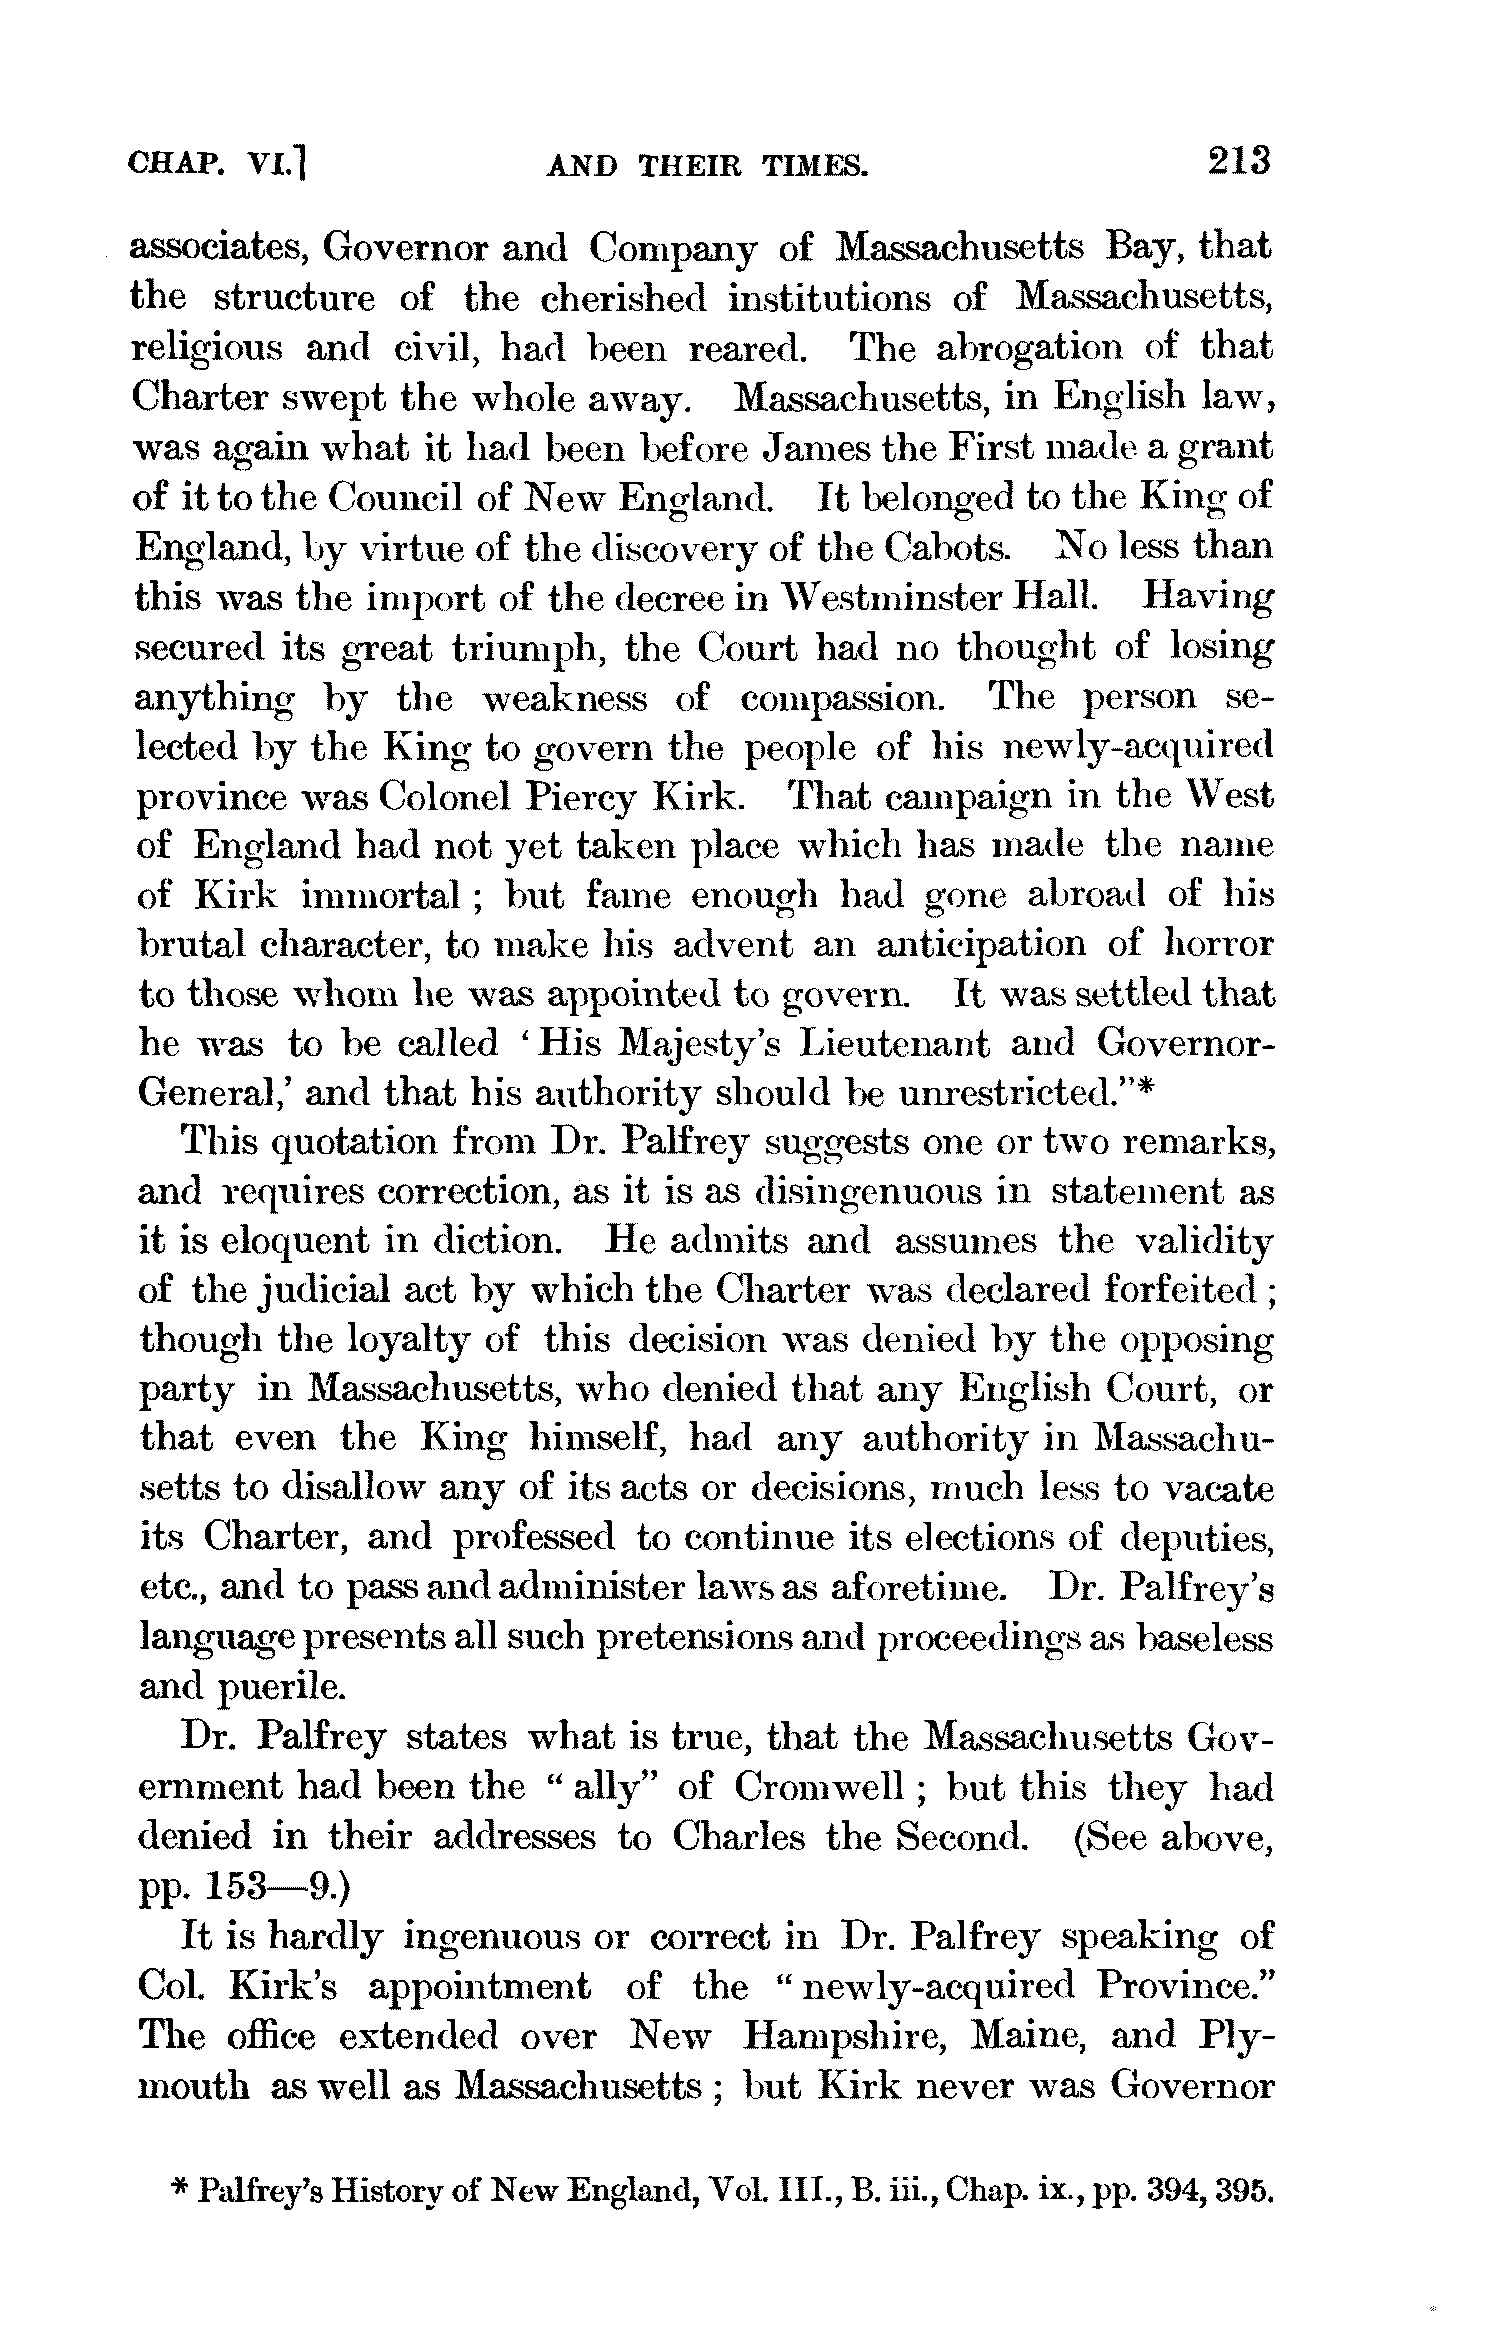 CHAP. VI.] AND THEIR TIMES. 213
associates, Governor and Company of Massachusetts Bay, that
the structure of the cherished institutions of Massachusetts,
religious and civil, had been reared. The abrogation of that
Charter swept the whole away. Massachusetts, in English law,
was again what it had been before James the First made a grant
of it to the Council of New England. It belonged to the King of
England, by virtue of the discovery of the Cabots. No less than
this was the import of the decree in Westminster Hall. Having
secured its great triumph, the Court had no thought of losing
anything by the weakness of compassion. The person se-
lected by the King to govern the people of his newly-acquired
province was Colonel Piercy Kirk. That campaign in the West
of England had not yet taken place which has made the name
of Kirk immortal ; but fame enough had gone abroad of his
brutal character, to make his advent an anticipation of horror
to those whom he was appointed to govern. It was settled that
he was to be called ‘ His Majesty's Lieutenant and Governor-
General,’ and that his authority should be unrestricted.”*
This quotation from Dr. Palfrey suggests one or two remarks,
and requires correction, as it is as disingenuous in statement as
it is eloquent in diction. He admits and assumes the validity
of the judicial act by which the Charter was declared forfeited ;
though the loyalty of this decision was denied by the opposing
party in Massachusetts, who denied that any English Court, or
that even the King himself, had any authority in Massachu-
setts to disallow any of its acts or decisions, much less to vacate
its Charter, and professed to continue its elections of deputies,
etc., and to pass and administer laws as aforetime. Dr. Palfrey's
language presents all such pretensions and proceedings as baseless
and puerile.
Dr. Palfrey states what is true, that the Massachusetts Gov-
ernment had been the “ ally” of Cromwell ; but this they had
denied in their addresses to Charles the Second. (See above,
pp. 153—9.)
It is hardly ingenuous or correct in Dr. Palfrey speaking of
Col. Kirk's appointment of the “ newly-acquired Province.”
The office extended over New Hampshire, Maine, and Ply-
mouth as well as Massachusetts ; but Kirk never was Governor
* Palfrey's History of New England, Vol. III., B. iii., Chap. ix., pp. 394, 395.